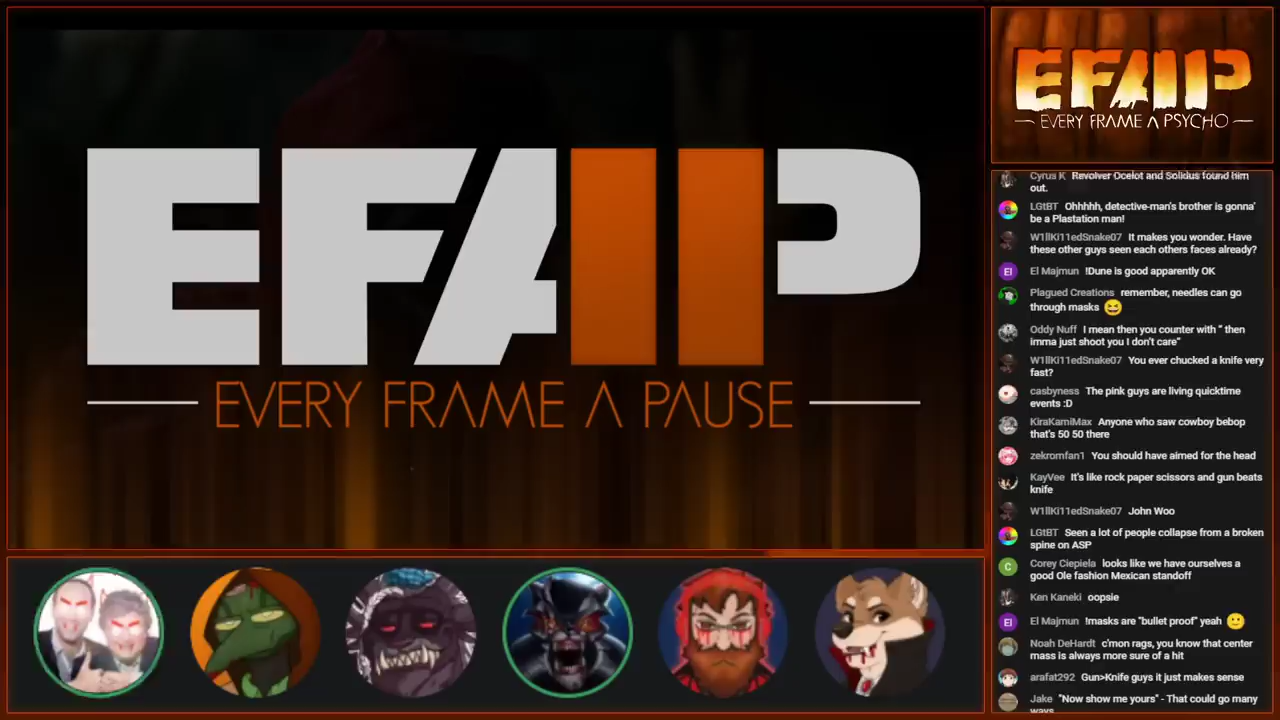 EFAP
EVERY FRAME A PAUSE
EFAP
EVERY FRAME A PSYCHO
Cyrus K Revolver Ocelot and Solidus found him
out.
LGtBT Ohhhhh, detective-man's brother is gonna'
be a Plastation man!
W1llKi11edSnake07 It makes you wonder. Have
these other guys seen each others faces already?
El Majmun !Dune is good apparently OK
Plagued Creations remember, needles can go
through masks 😆
Oddy Nuff I mean then you counter with " then
imma just shoot you I don't care"
W1llKi11edSnake07 You ever chucked a knife very
fast?
casbyness The pink guys are living quicktime
events :D
KiraKamiMax Anyone who saw cowboy bebop
that's 50 50 there
zekromfan1 You should have aimed for the head
KayVee It's like rock paper scissors and gun beats
knife
W1llKi11edSnake07 John Woo
LGtBT Seen a lot of people collapse from a broken
spine on ASP
C
Corey Ciepiela looks like we have ourselves a
good Ole fashion Mexican standoff
Ken Kaneki oopsie
El
El Majmun !masks are "bullet proof" yeah 🙂
Noah DeHardt c'mon rags, you know that center
mass is always more sure of a hit
arafat292 Gun>Knife guys it just makes sense
Jake "Now show me yours" - That could go many
ways